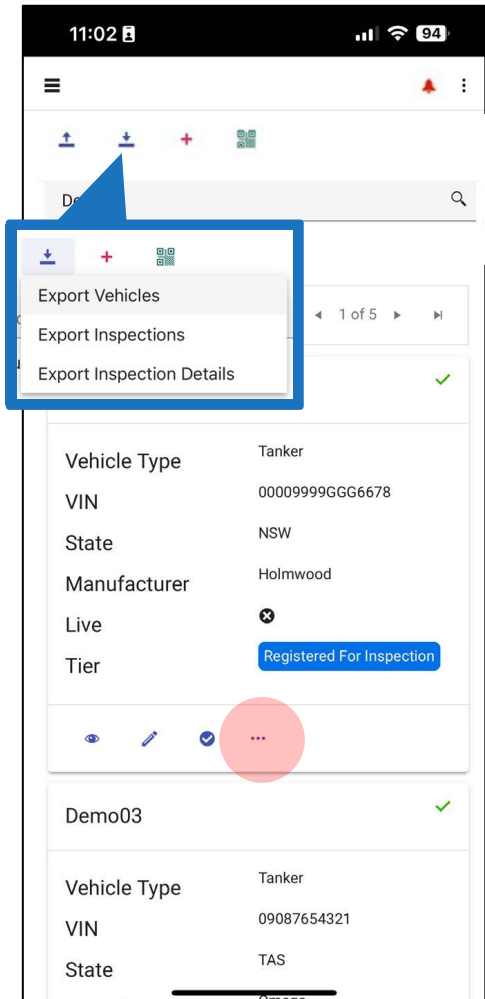 11:02
94
De
Export Vehicles
Export Inspections
Export Inspection Details
1 of 5
Vehicle Type Tanker
VIN 00009999GGG6678
State NSW
Manufacturer Holmwood
Live
Tier Registered For Inspection
Demo03
Vehicle Type Tanker
VIN 09087654321
State TAS